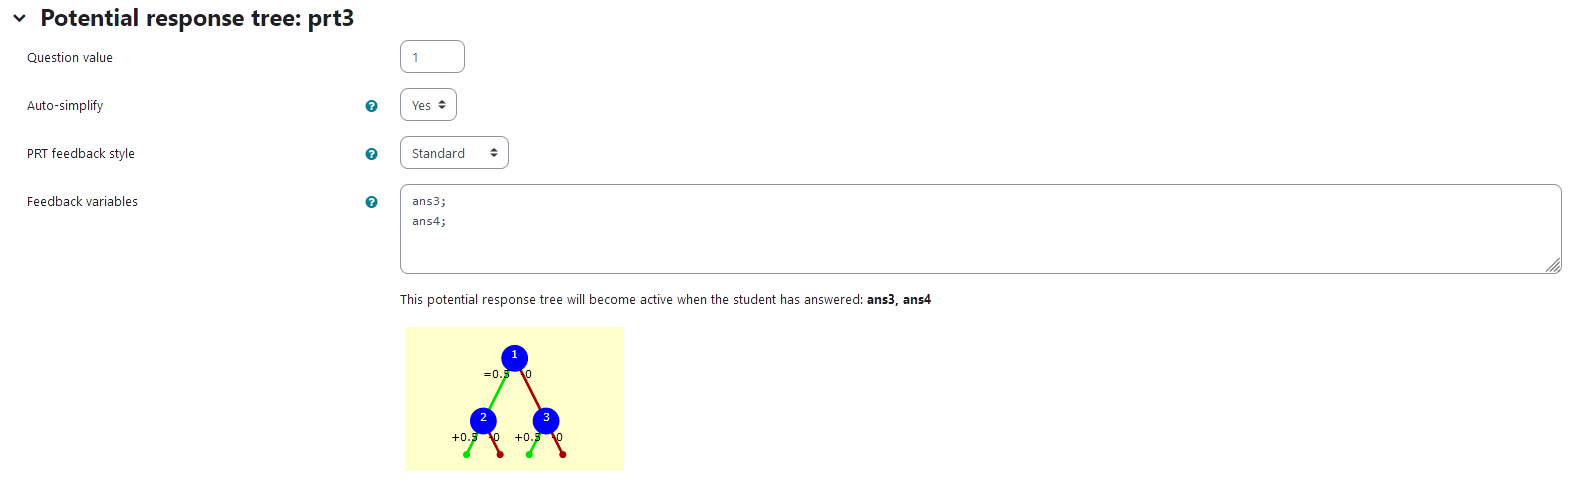 Potential response tree: prt3
Question value
1
Auto-simplify
Yes
PRT feedback style
Standard
Feedback variables
ans3;
ans4;
This potential response tree will become active when the student has answered: ans3, ans4
1
=0.5 -0
2 3
+0.5 -0 +0.5 -0